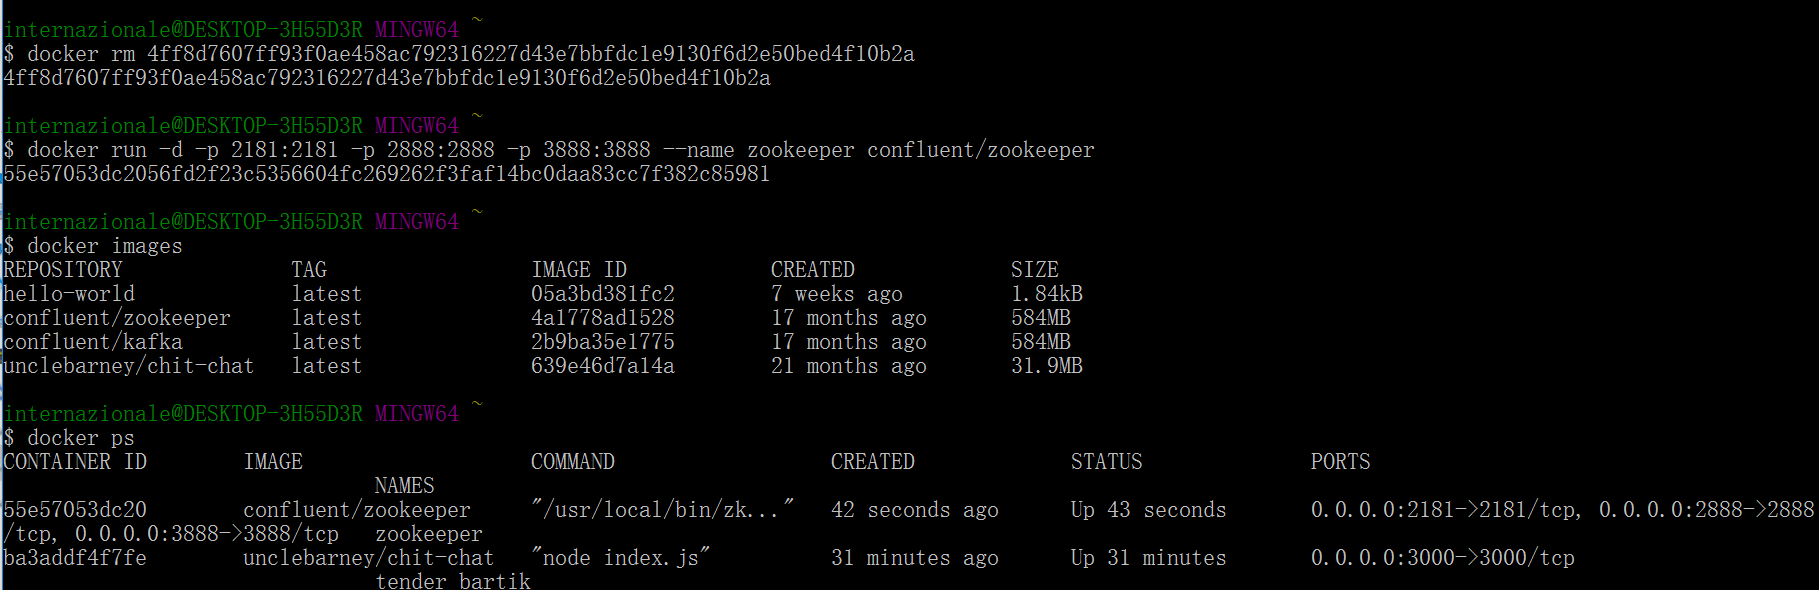 internazionale@DESKTOP-3H55D3R MINGW64 ~
$ docker rm 4ff8d7607ff93f0ae458ac792316227d43e7bbfdc1e9130f6d2e50bed4f10b2a
4ff8d7607ff93f0ae458ac792316227d43e7bbfdc1e9130f6d2e50bed4f10b2a
internazionale@DESKTOP-3H55D3R MINGW64 ~
$ docker run -d -p 2181:2181 -p 2888:2888 -p 3888:3888 --name zookeeper confluent/zookeeper
55e57053dc2056fd2f23c5356604fc269262f3faf14bc0daa83cc7f382c85981
internazionale@DESKTOP-3H55D3R MINGW64 ~
$ docker images
REPOSITORY TAG IMAGE ID CREATED SIZE
hello-world latest 05a3bd381fc2 7 weeks ago 1.84kB
confluent/zookeeper latest 4a1778ad1528 17 months ago 584MB
confluent/kafka latest 2b9ba35e1775 17 months ago 584MB
unclebarney/chit-chat latest 639e46d7a14a 21 months ago 31.9MB
internazionale@DESKTOP-3H55D3R MINGW64 ~
$ docker ps
CONTAINER ID IMAGE COMMAND CREATED STATUS PORTS
NAMES
55e57053dc20 confluent/zookeeper "/usr/local/bin/zk..." 42 seconds ago Up 43 seconds 0.0.0.0:2181->2181/tcp, 0.0.0.0:2888->2888
/tcp, 0.0.0.0:3888->3888/tcp zookeeper
ba3addf4f7fe unclebarney/chit-chat "node index.js" 31 minutes ago Up 31 minutes 0.0.0.0:3000->3000/tcp
tender_bartik